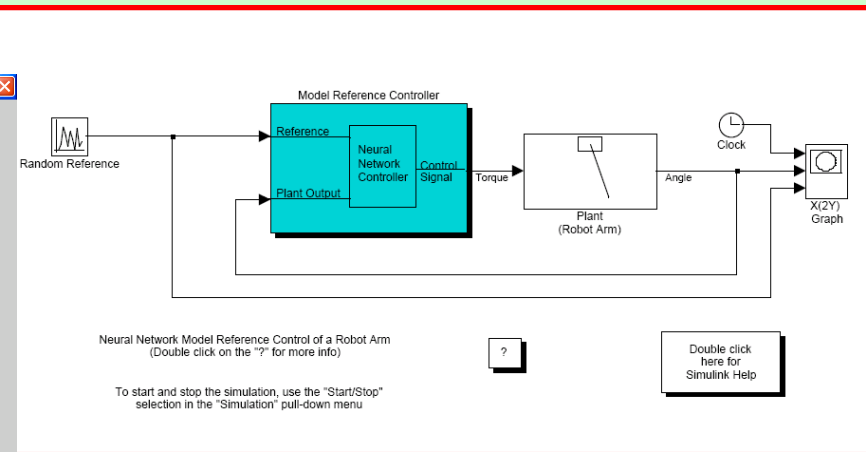 Model Reference Controller
Random Reference
Reference
Neural
Network
Controller
Plant Output
Control
Signal
Torque
Plant
(Robot Arm)
Angle
Clock
X(2Y)
Graph
Neural Network Model Reference Control of a Robot Arm
(Double click on the "?" for more info)
?
Double click
here for
Simulink Help
To start and stop the simulation, use the "Start/Stop"
selection in the "Simulation" pull-down menu